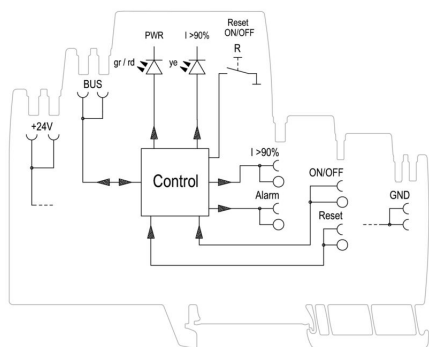 PWR
I >90%
Reset
ON/OFF
R
gr / rd
ye
BUS
+24V
Control
I >90%
Alarm
ON/OFF
Reset
GND